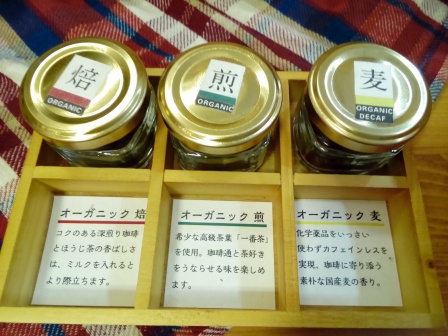 焙
ORGANIC
煎
ORGANIC
麦
ORGANIC
DECAF
オーガニック 焙
コクのある深煎り珈琲
とほうじ茶の香ばしさ
は、ミルクを入れると
より際立ちます。
オーガニック 煎
希少な高級茶葉「一番茶」
を使用。珈琲通と茶好き
をうならせる味を楽しめ
ます。
オーガニック 麦
化学薬品をいっさい
使わずカフェインレスを
実現、珈琲に寄り添う
素朴な国産麦の香り。